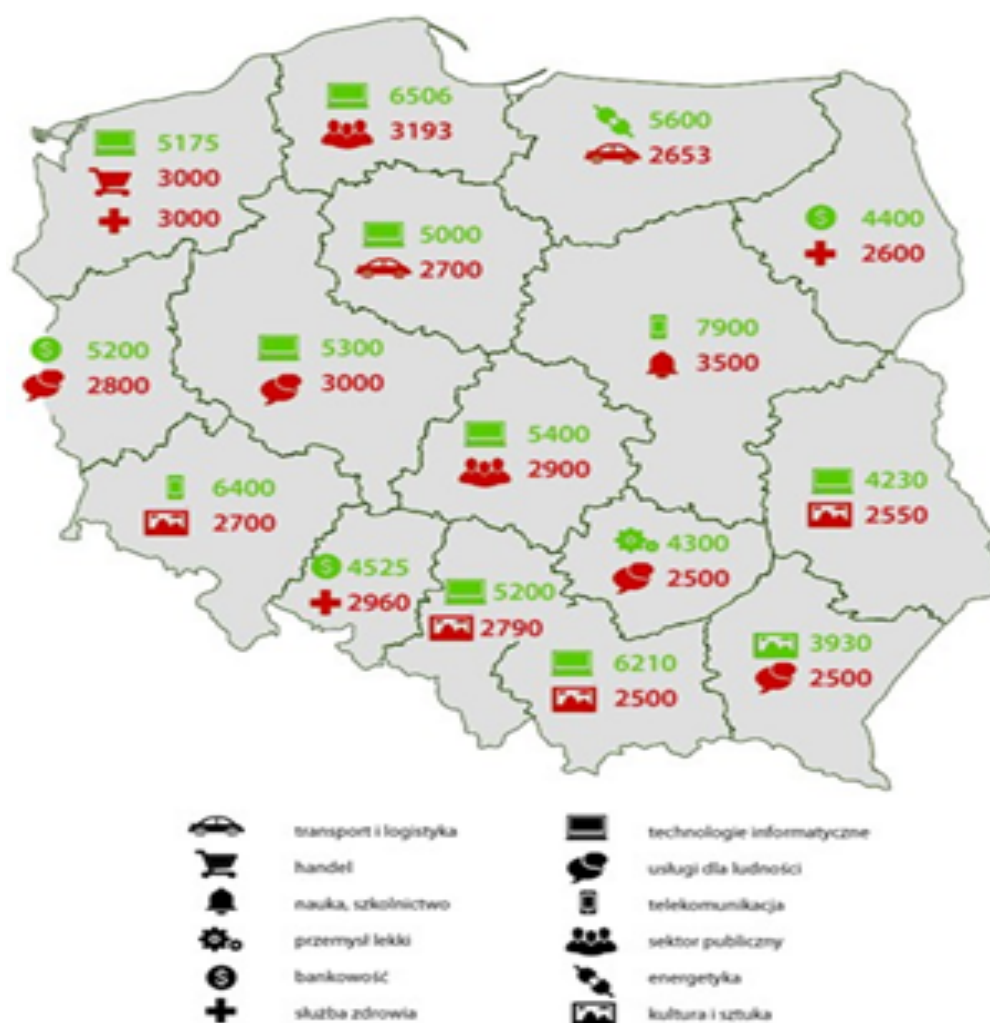 6506
3193
5600
2653
5175
3000
3000
5000
2700
4400
2600
7900
3500
5200
2800
5300
3000
5400
2900
6400
2700
4230
2550
4300
2500
4525
2960
5200
2790
6210
2500
3930
2500
transport i logistyka
technologie informatyczne
handel
usługi dla ludności
nauka, szkolnictwo
telekomunikacja
przemysł lekki
sektor publiczny
bankowość
energetyka
służba zdrowia
kultura i sztuka